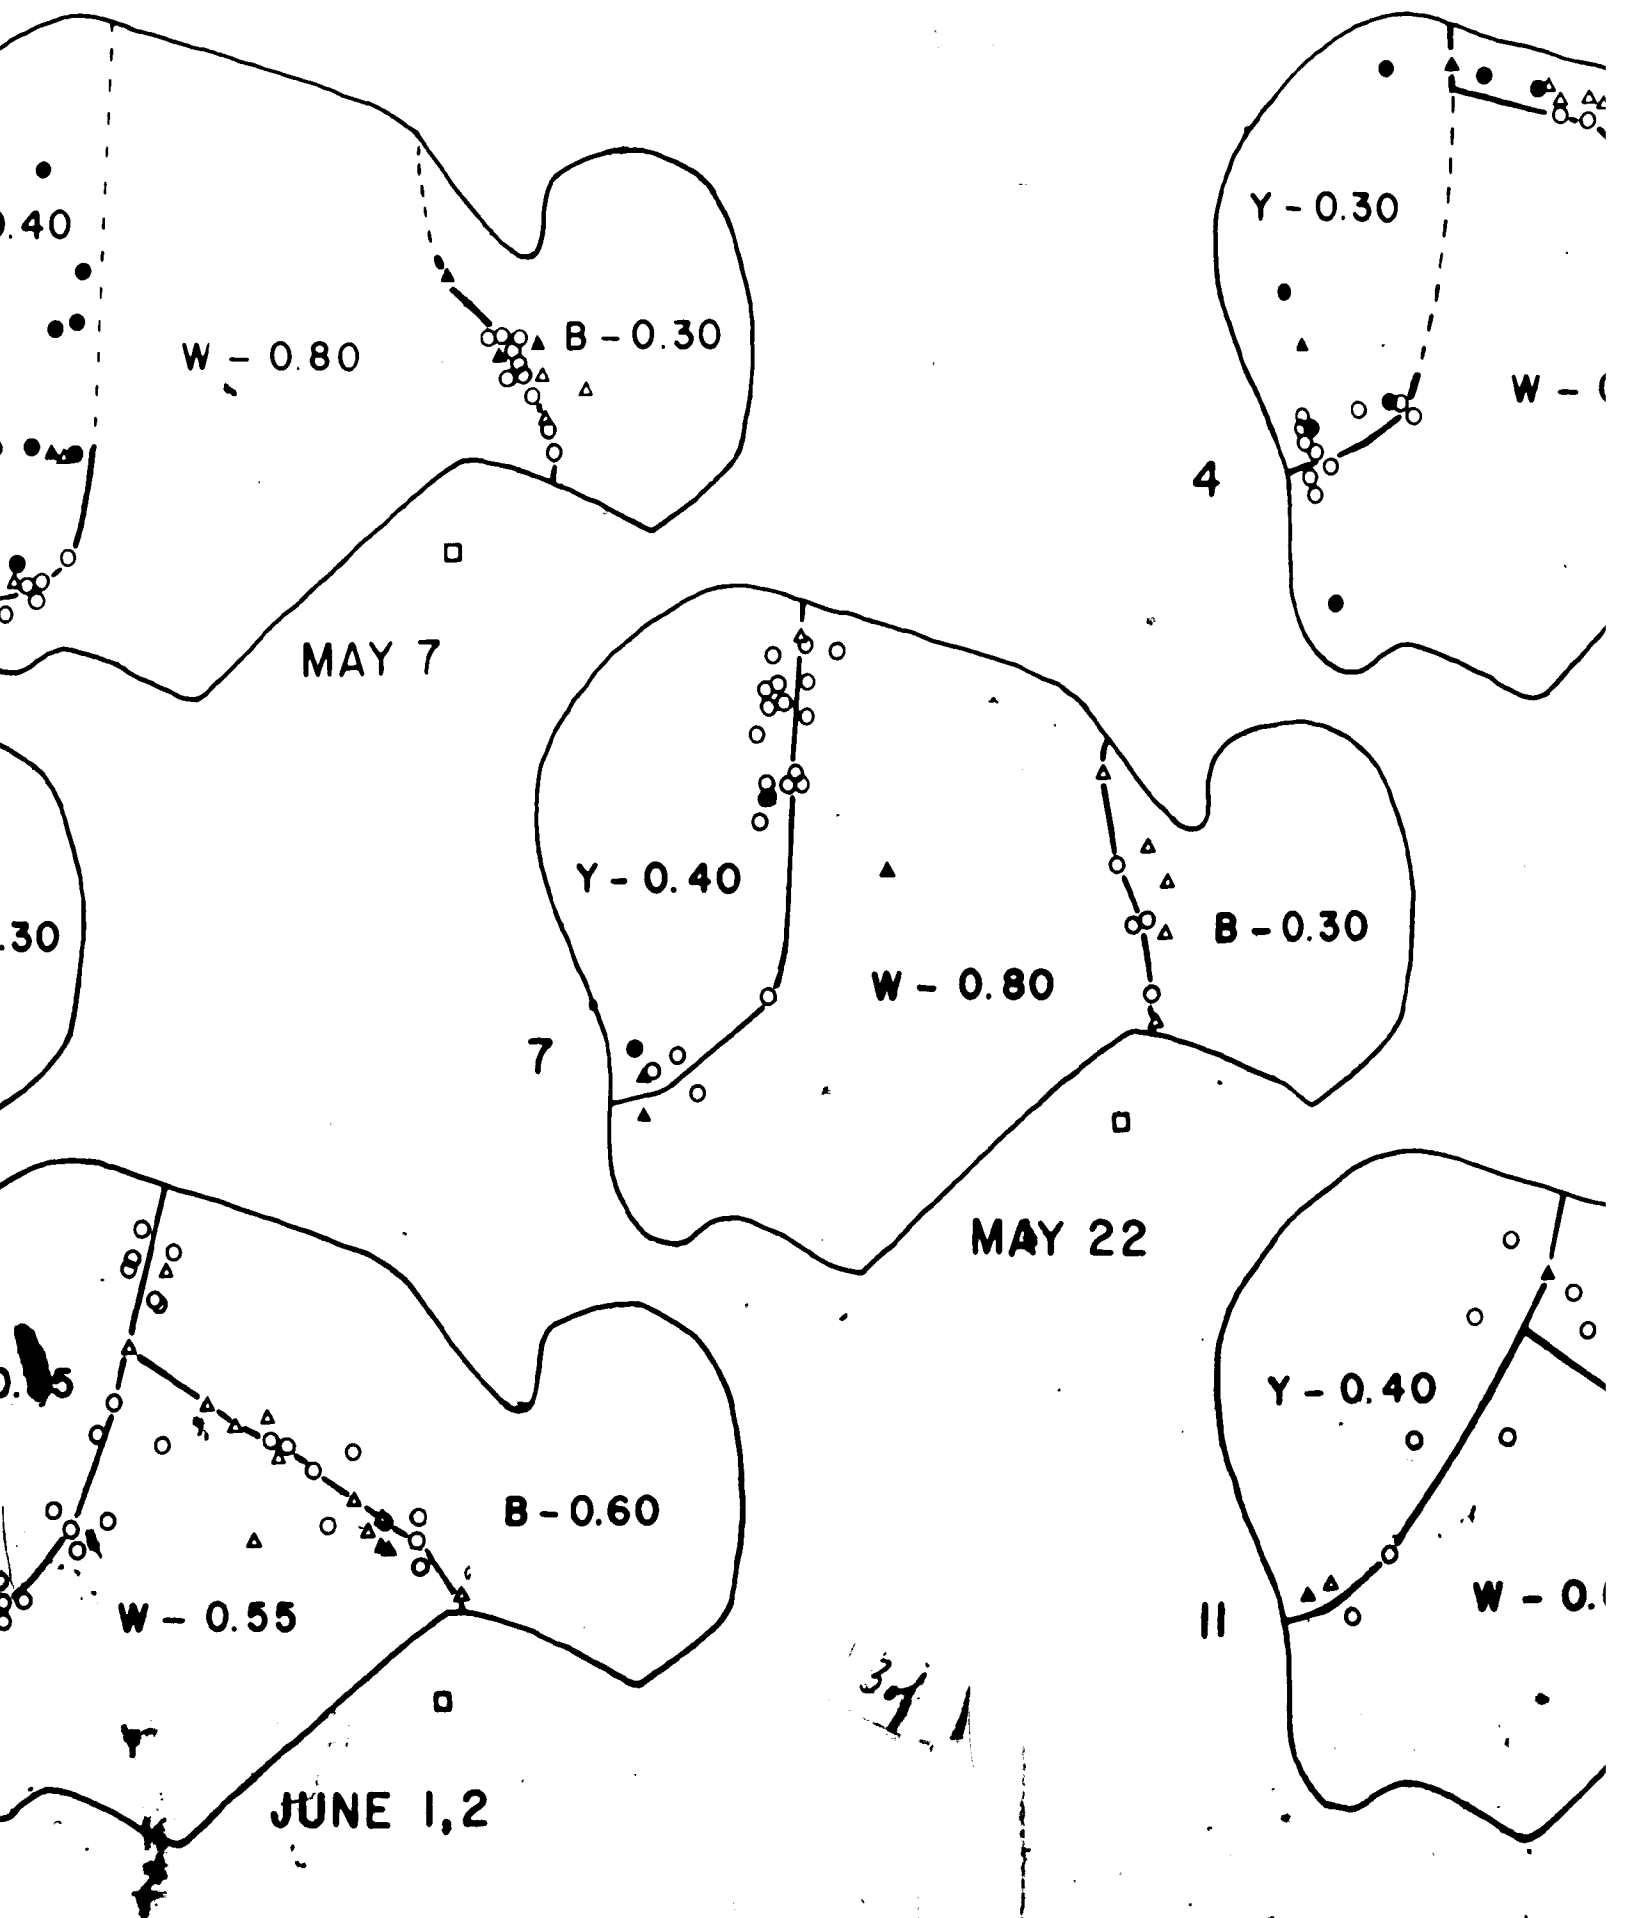 Y - 0.30
.40
B - 0.30
W - 0.80
W - (
4
MAY 7
Y - 0.40
B - 0.30
.30
W - 0.80
7
MAY 22
Y - 0.40
B - 0.60
W - 0.
W - 0.55
11
JUNE 1,2